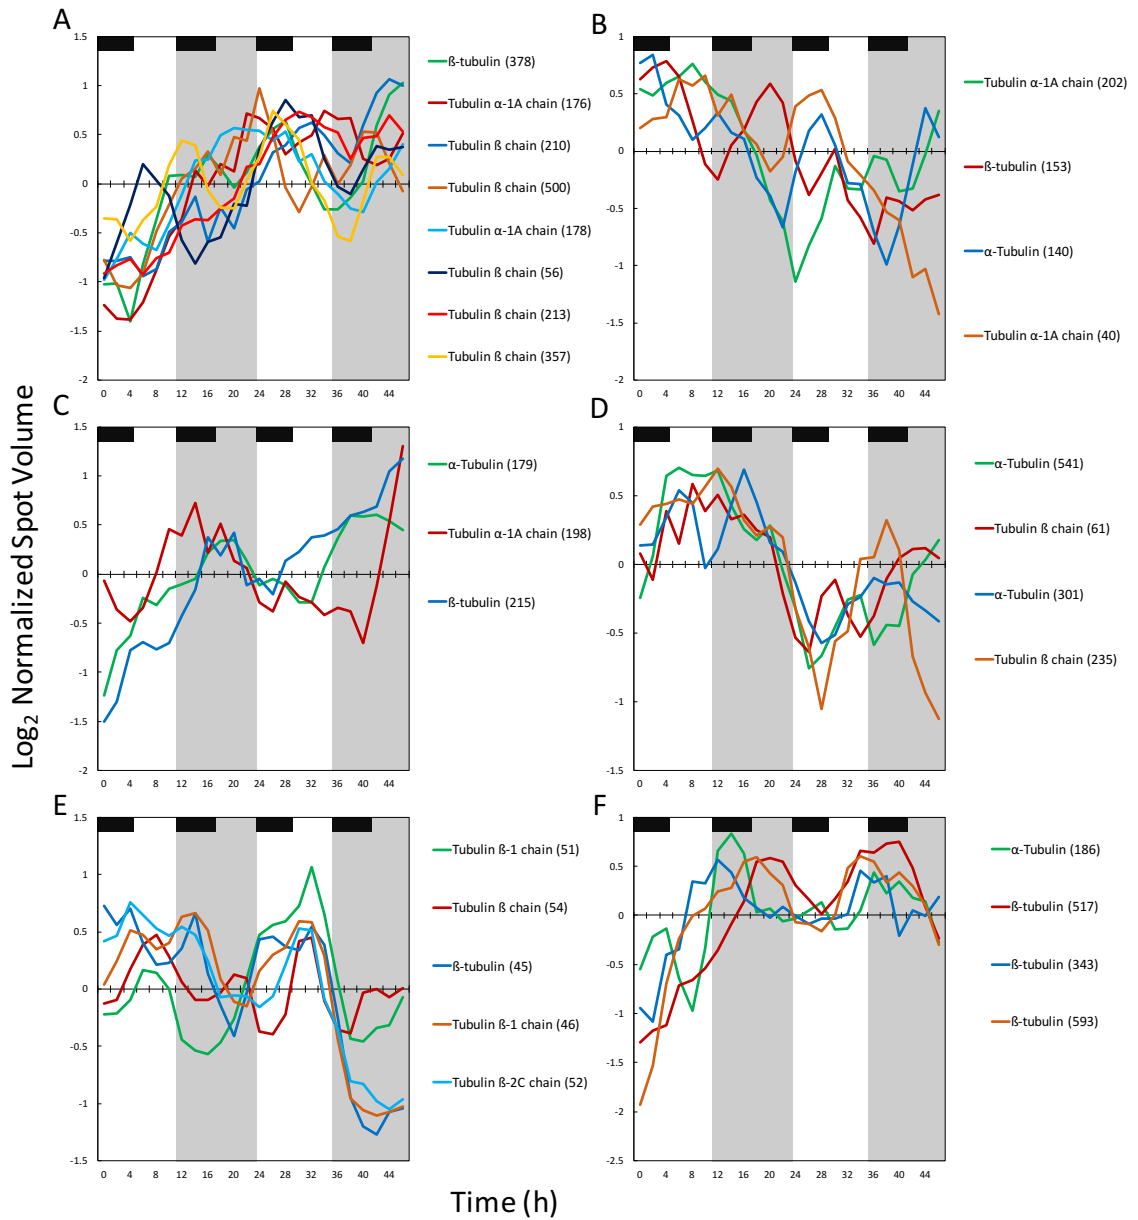 A
1.5
1
0.5
0
-0.5
-1
-1.5
-2
0 4 8 12 16 20 24 28 32 36 40 44
ß-tubulin (378)
Tubulin α-1A chain (176)
Tubulin ß chain (210)
Tubulin ß chain (500)
Tubulin α-1A chain (178)
Tubulin ß chain (56)
Tubulin ß chain (213)
Tubulin ß chain (357)
B
1
0.5
0
-0.5
-1
-1.5
-2
0 4 8 12 16 20 24 28 32 36 40 44
Tubulin α-1A chain (202)
ß-tubulin (153)
α-Tubulin (140)
Tubulin α-1A chain (40)
Log₂ Normalized Spot Volume
C
1.5
1
0.5
0
-0.5
-1
-1.5
-2
0 4 8 12 16 20 24 28 32 36 40 44
α-Tubulin (179)
Tubulin α-1A chain (198)
ß-tubulin (215)
D
1
0.5
0
-0.5
-1
-1.5
0 4 8 12 16 20 24 28 32 36 40 44
α-Tubulin (541)
Tubulin ß chain (61)
α-Tubulin (301)
Tubulin ß chain (235)
E
1.5
1
0.5
0
-0.5
-1
-1.5
0 4 8 12 16 20 24 28 32 36 40 44
Tubulin ß-1 chain (51)
Tubulin ß chain (54)
ß-tubulin (45)
Tubulin ß-1 chain (46)
Tubulin ß-2C chain (52)
F
1
0.5
0
-0.5
-1
-1.5
-2
-2.5
0 4 8 12 16 20 24 28 32 36 40 44
α-Tubulin (186)
ß-tubulin (517)
ß-tubulin (343)
ß-tubulin (593)
Time (h)